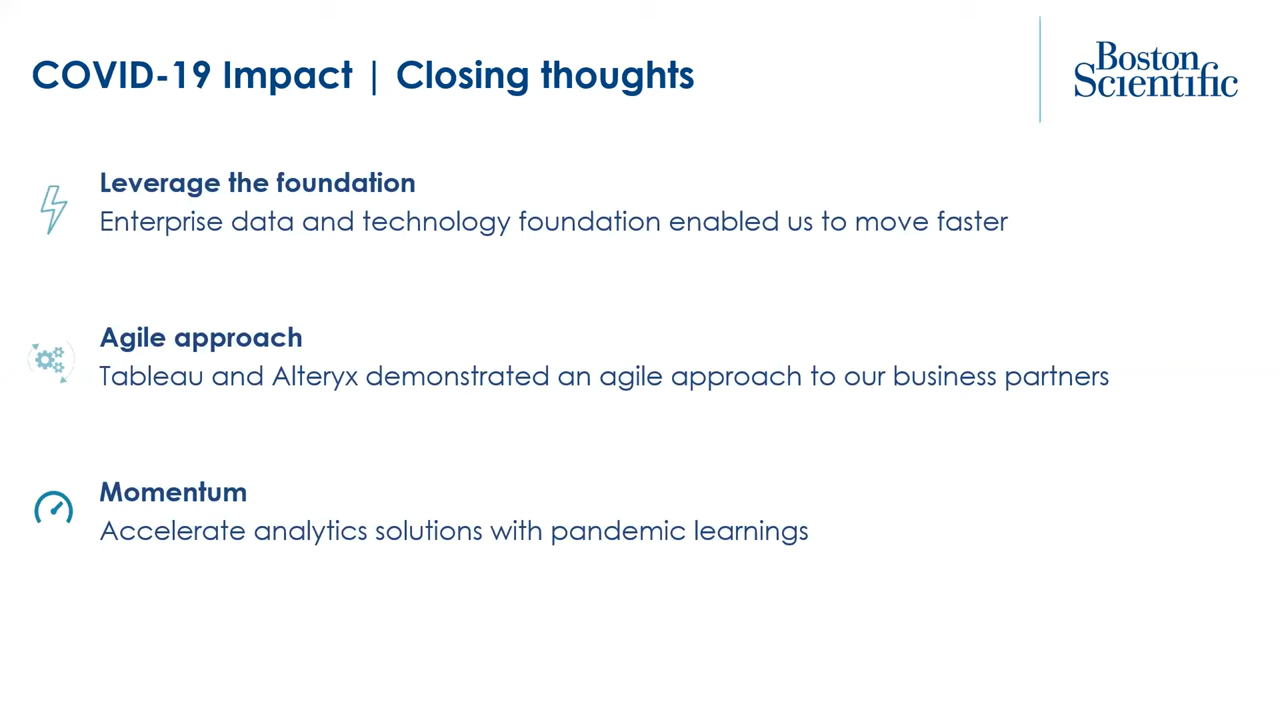 COVID-19 Impact | Closing thoughts
Boston
Scientific
Leverage the foundation
Enterprise data and technology foundation enabled us to move faster
Agile approach
Tableau and Alteryx demonstrated an agile approach to our business partners
Momentum
Accelerate analytics solutions with pandemic learnings